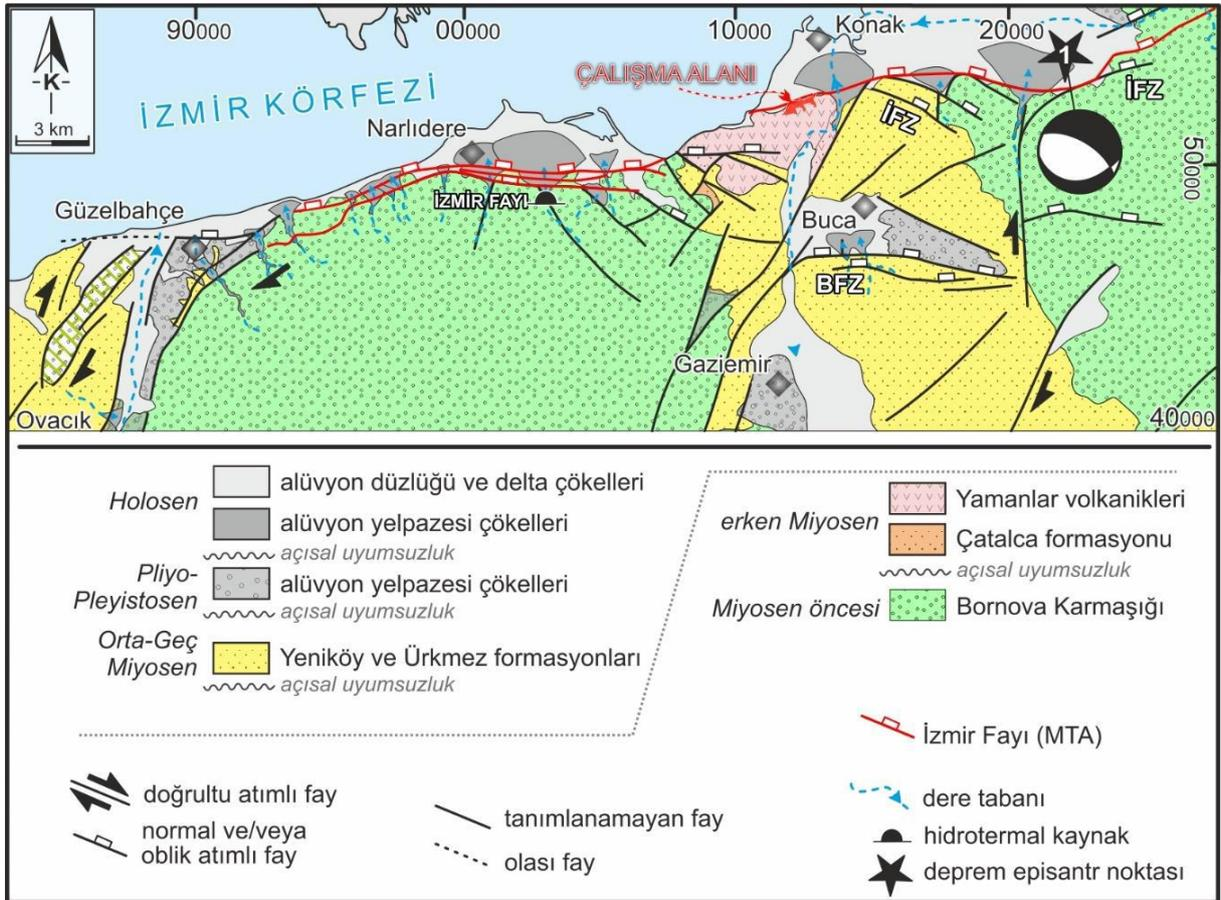 90000
00000
10000
20000
Konak
K
3 km
ÇALIŞMA ALANI
1
İFZ
İZMİR KÖRFEZİ
Narlıdere
İFZ
50000
İZMİR FAYI
Güzelbahçe
Buca
BFZ
Gaziemir
Ovacık
40000
Holosen
alüvyon düzlüğü ve delta çökelleri
alüvyon yelpazesi çökelleri
açısal uyumsuzluk
Pliyo-
Pleyistosen
alüvyon yelpazesi çökelleri
açısal uyumsuzluk
Orta-Geç
Miyosen
Yeniköy ve Ürkmez formasyonları
açısal uyumsuzluk
erken Miyosen
Yamanlar volkanikleri
Çatalca formasyonu
açısal uyumsuzluk
Miyosen öncesi
Bornova Karmaşığı
İzmir Fayı (MTA)
doğrultu atımlı fay
normal ve/veya
oblik atımlı fay
tanımlanamayan fay
olası fay
dere tabanı
hidrotermal kaynak
deprem episantr noktası